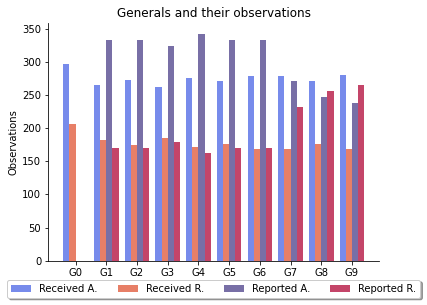 Generals and their observations
350
300
250
200
150
100
50
0
Observations
G0 G1 G2 G3 G4 G5 G6 G7 G8 G9
Received A. Received R. Reported A. Reported R.